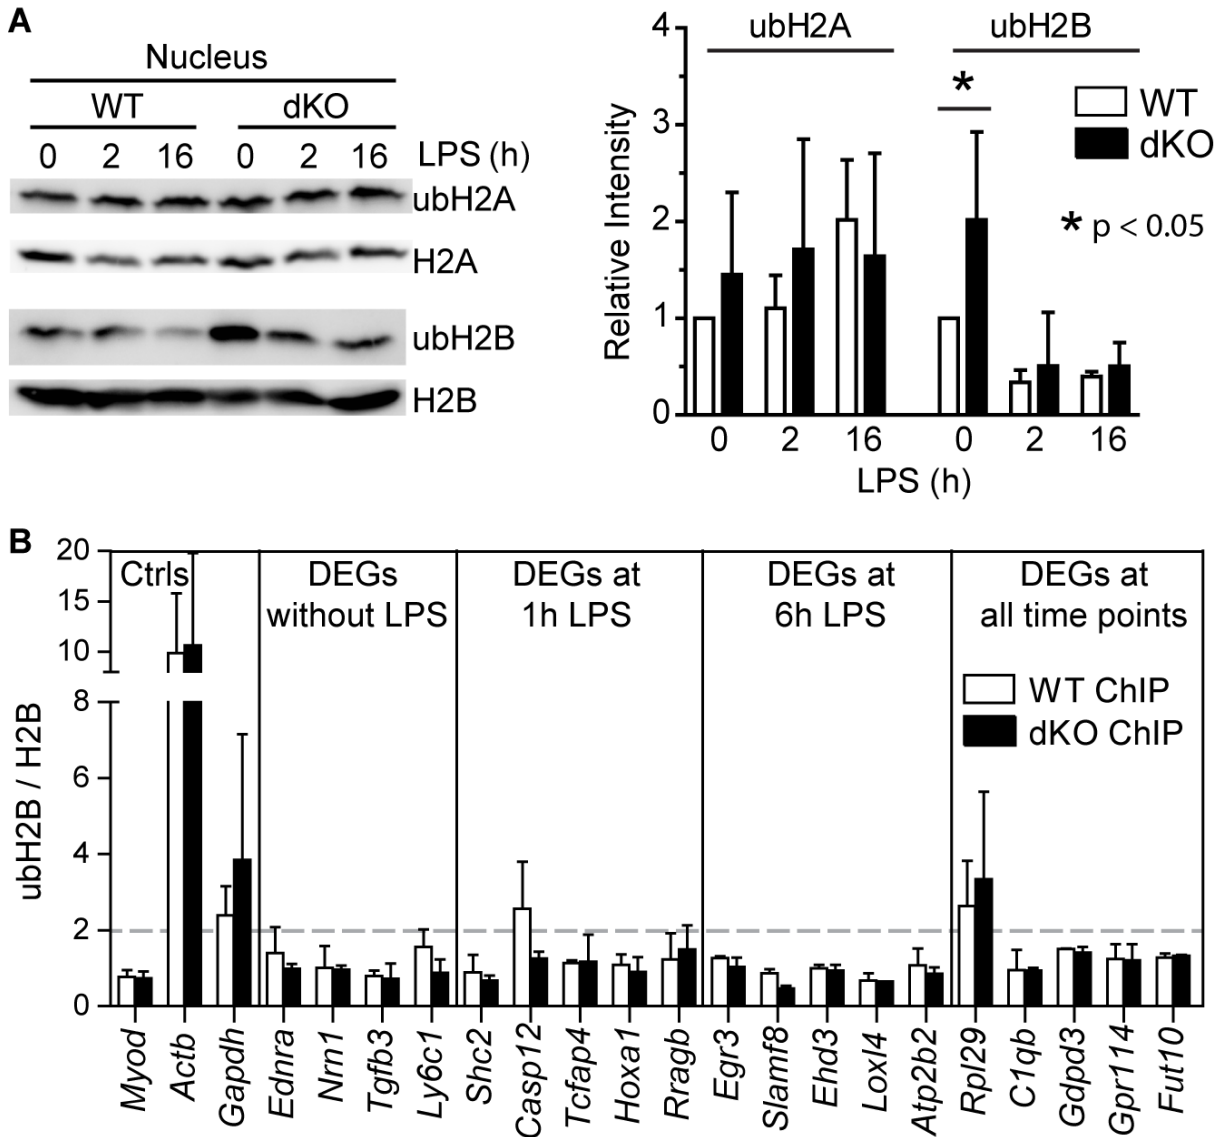 A
Nucleus
WT dKO
0 2 16 0 2 16 LPS (h)
ubH2A
H2A
ubH2B
H2B
ubH2A ubH2B
4
3
2
1
0
Relative Intensity
*
WT
dKO
* p < 0.05
0 2 16 0 2 16
LPS (h)
B
20
15
10
8
6
4
2
0
ubH2B / H2B
Ctrls
DEGs
without LPS
DEGs at
1h LPS
DEGs at
6h LPS
DEGs at
all time points
WT ChIP
dKO ChIP
Myod
Actb
Gapdh
Ednra
Nrn1
Tgfb3
Ly6c1
Shc2
Casp12
Tcfap4
Hoxa1
Rragb
Egr3
Slamf8
Ehd3
Loxl4
Atp2b2
Rpl29
C1qb
Gdpd3
Gpr114
Fut10